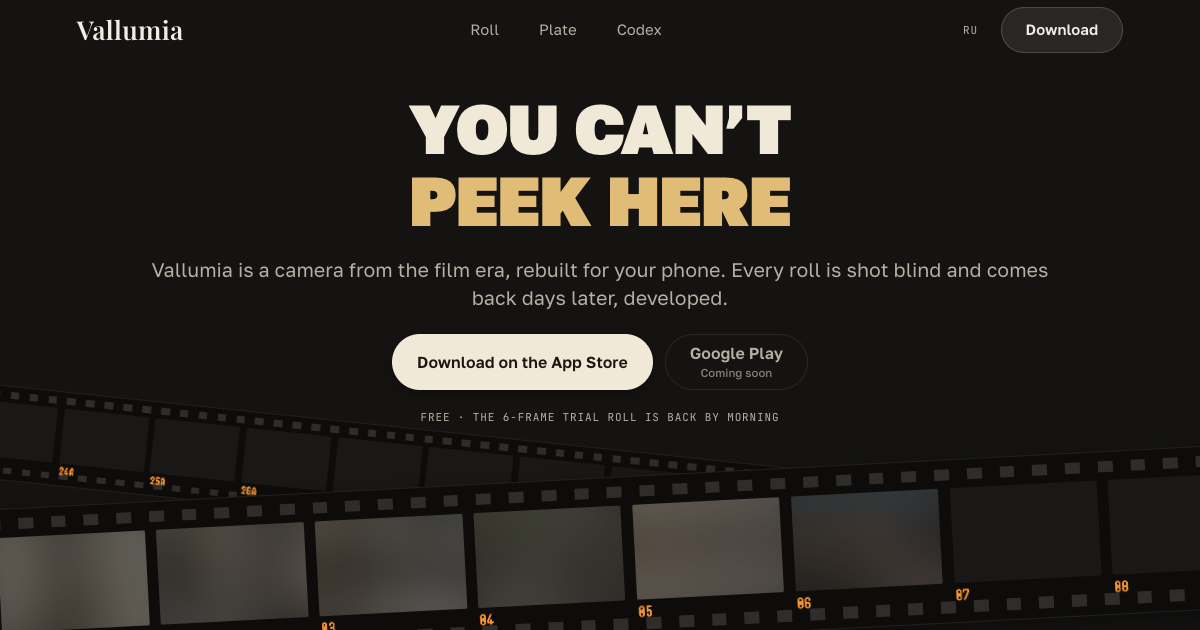 Vallumia
Roll Plate Codex
RU
Download
YOU CAN’T
PEEK HERE
Vallumia is a camera from the film era, rebuilt for your phone. Every roll is shot blind and comes
back days later, developed.
Download on the App Store
Google Play
Coming soon
FREE · THE 6-FRAME TRIAL ROLL IS BACK BY MORNING
24A
25A
26A
03
04
05
06
07
08